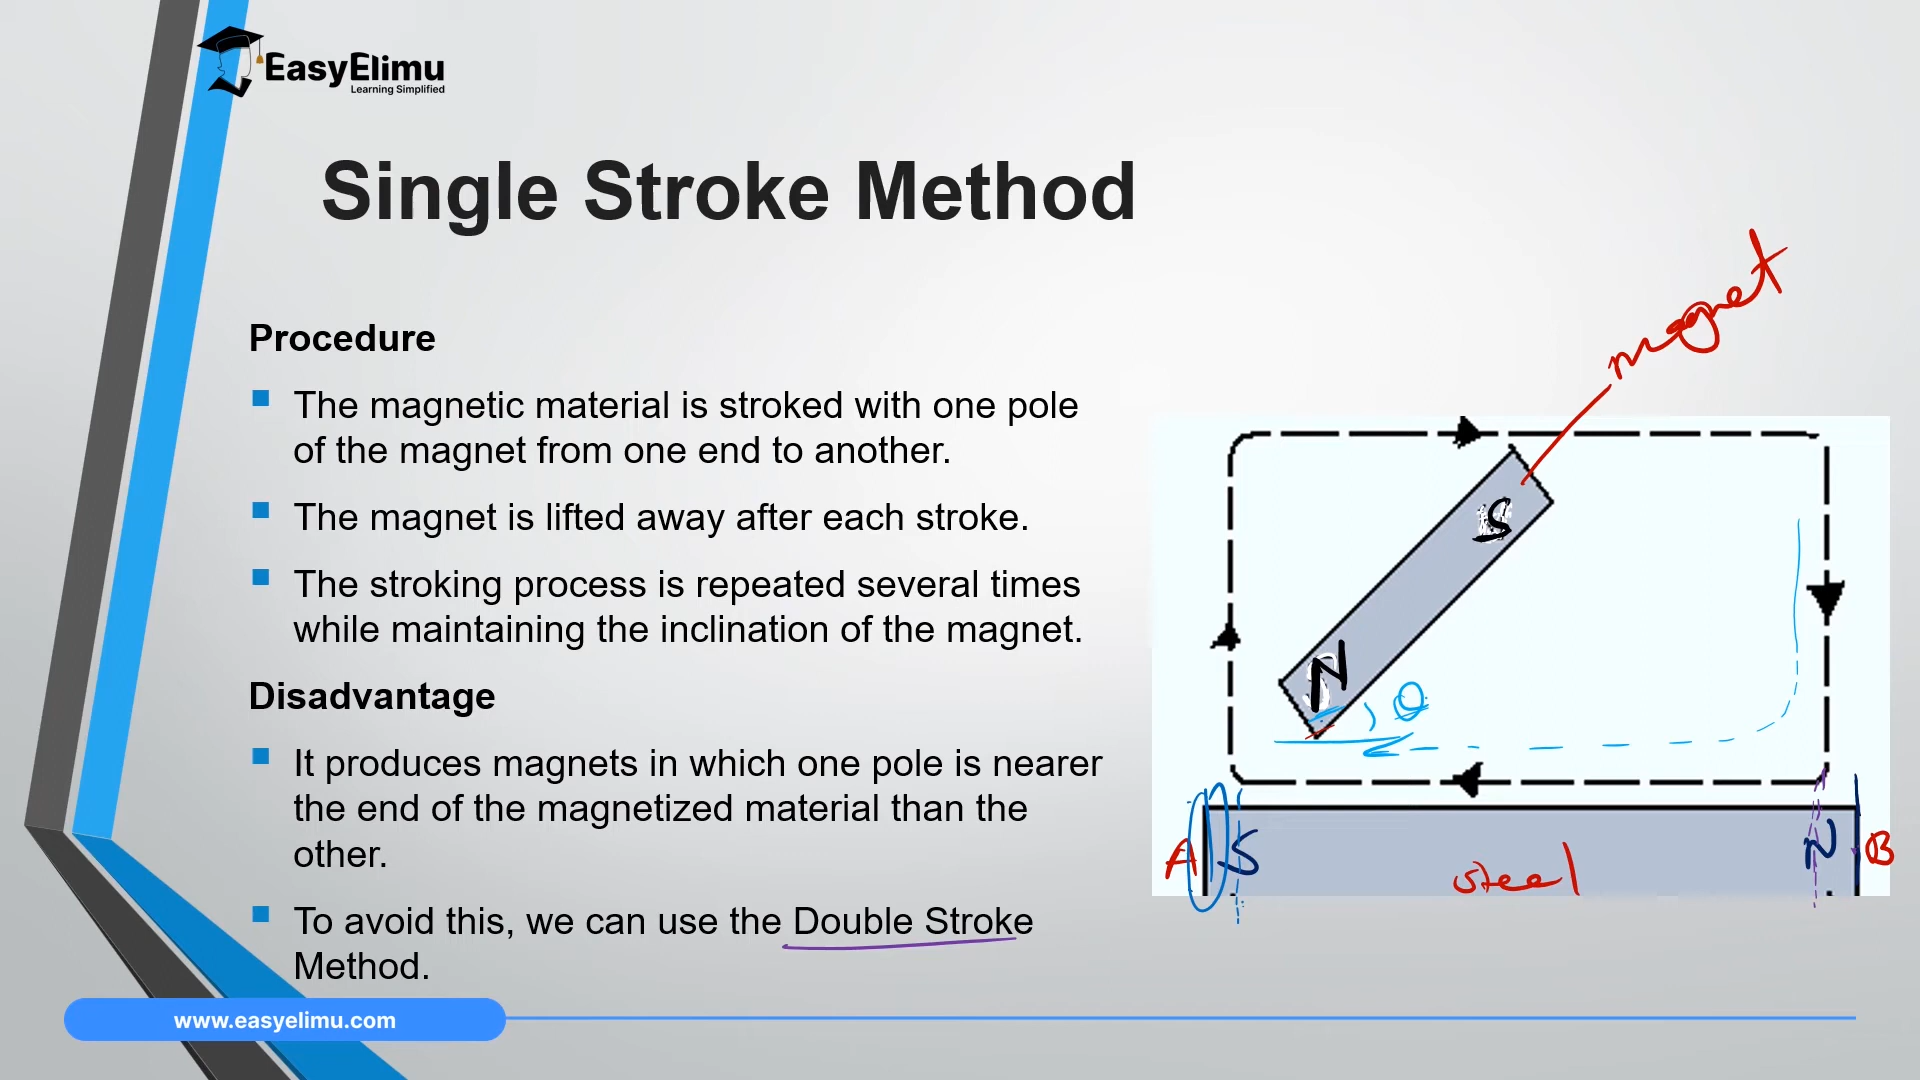 EasyElimu
Learning Simplified
Single Stroke Method
Procedure
The magnetic material is stroked with one pole
of the magnet from one end to another.
The magnet is lifted away after each stroke.
The stroking process is repeated several times
while maintaining the inclination of the magnet.
Disadvantage
It produces magnets in which one pole is nearer
the end of the magnetized material than the
other.
To avoid this, we can use the Double Stroke
Method.
magnet
S
N
θ
A
S
steel
N
B
www.easyelimu.com